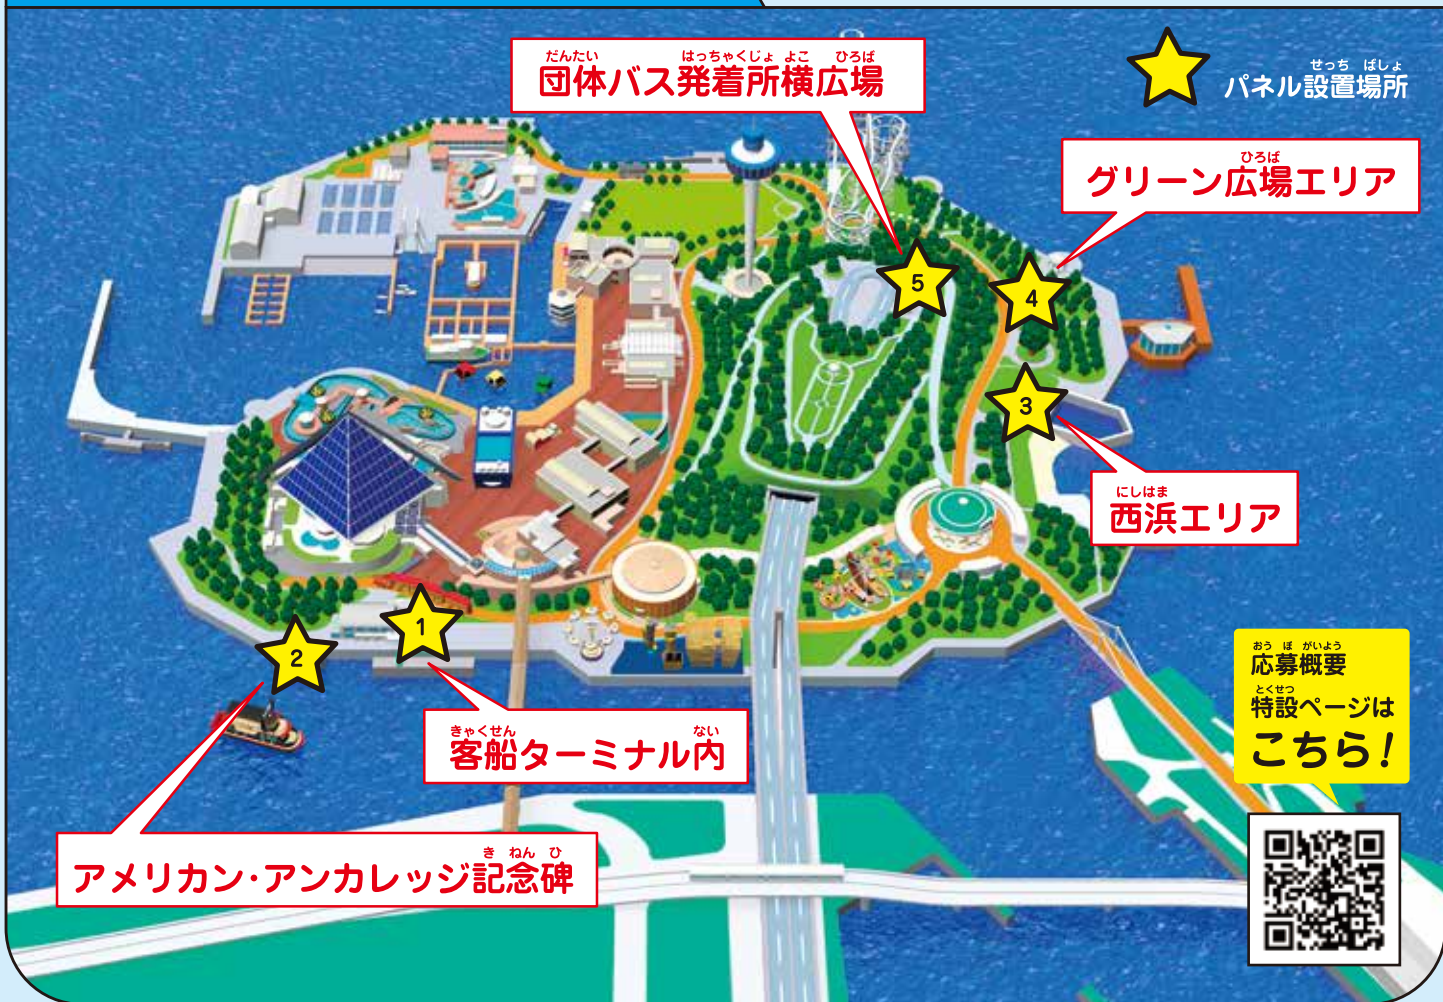 だんたい はっちゃくじょ よこ ひろば
団体バス発着所横広場
せっち ばしょ
パネル設置場所
ひろば
グリーン広場エリア
5
4
3
にしはま
西浜エリア
1
2
きゃくせん ない
客船ターミナル内
き ねん ひ
アメリカン・アンカレッジ記念碑
おう ぼ がいよう
応募概要
とくせつ
特設ページは
こちら!